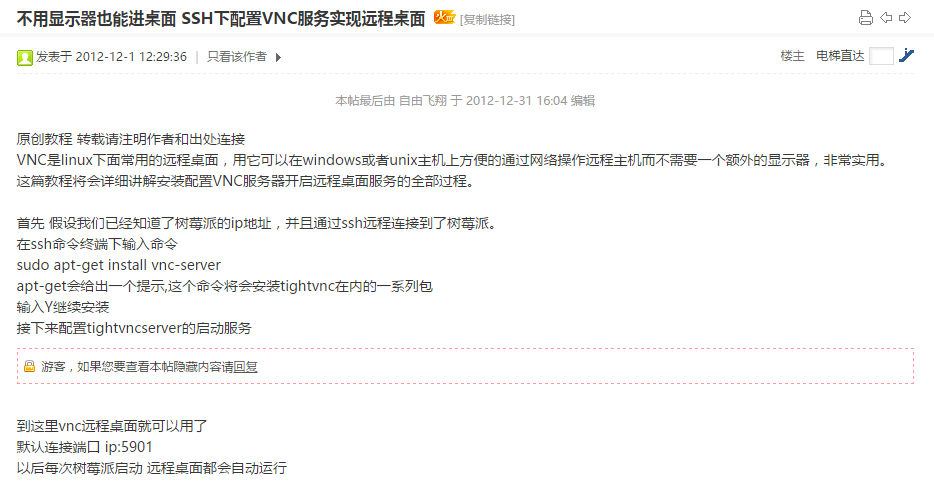 不用显示器也能进桌面 SSH下配置VNC服务实现远程桌面 火 [复制链接]
发表于 2012-12-1 12:29:36 | 只看该作者
楼主 电梯直达
本帖最后由 自由飞翔 于 2012-12-31 16:04 编辑
原创教程 转载请注明作者和出处连接
VNC是linux下面常用的远程桌面，用它可以在windows或者unix主机上方便的通过网络操作远程主机而不需要一个额外的显示器，非常实用。
这篇教程将会详细讲解安装配置VNC服务器开启远程桌面服务的全部过程。
首先 假设我们已经知道了树莓派的ip地址，并且通过ssh远程连接到了树莓派。
在ssh命令终端下输入命令
sudo apt-get install vnc-server
apt-get会给出一个提示,这个命令将会安装tightvnc在内的一系列包
输入Y继续安装
接下来配置tightvncserver的启动服务
游客，如果您要查看本帖隐藏内容请回复
到这里vnc远程桌面就可以用了
默认连接端口 ip:5901
以后每次树莓派启动 远程桌面都会自动运行